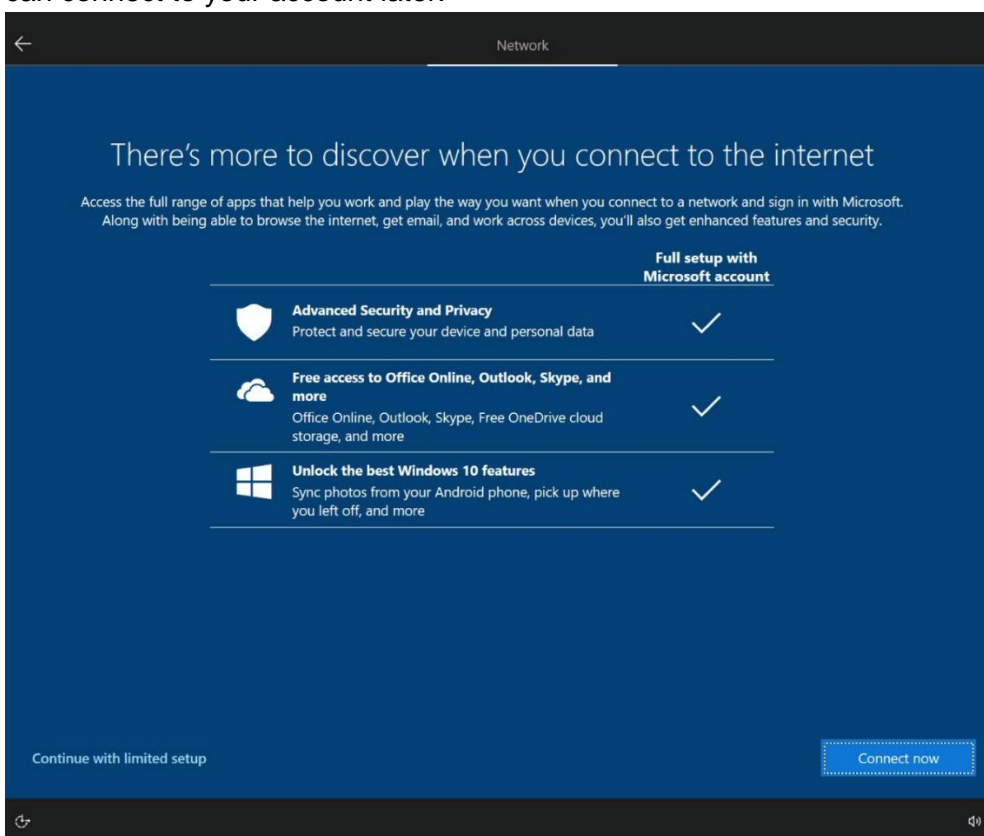 can connect to your account later.
Network
There's more to discover when you connect to the internet
Access the full range of apps that help you work and play the way you want when you connect to a network and sign in with Microsoft.
Along with being able to browse the internet, get email, and work across devices, you'll also get enhanced features and security.
Full setup with
Microsoft account
Advanced Security and Privacy
Protect and secure your device and personal data
Free access to Office Online, Outlook, Skype, and
more
Office Online, Outlook, Skype, Free OneDrive cloud
storage, and more
Unlock the best Windows 10 features
Sync photos from your Android phone, pick up where
you left off, and more
Continue with limited setup
Connect now